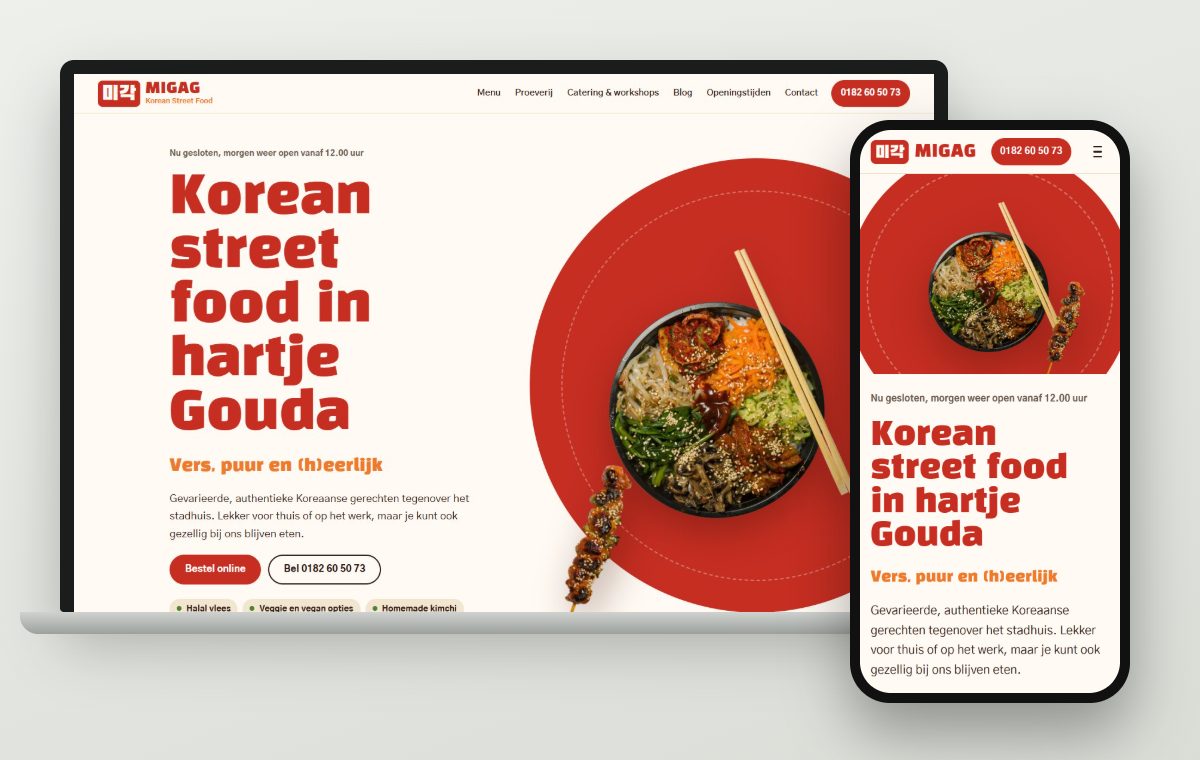 미각 MIGAG
Korean Street Food
Menu Proeverij Catering & workshops Blog Openingstijden Contact 0182 60 50 73
Nu gesloten, morgen weer open vanaf 12.00 uur
Korean
street
food in
hartje
Gouda
Vers, puur en (h)eerlijk
Gevarieerde, authentieke Koreaanse gerechten tegenover het
stadhuis. Lekker voor thuis of op het werk, maar je kunt ook
gezellig bij ons blijven eten.
Bestel online Bel 0182 60 50 73
Halal vlees Veggie en vegan opties Homemade kimchi
미각 MIGAG 0182 60 50 73
Nu gesloten, morgen weer open vanaf 12.00 uur
Korean
street food
in hartje
Gouda
Vers, puur en (h)eerlijk
Gevarieerde, authentieke Koreaanse
gerechten tegenover het stadhuis. Lekker
voor thuis of op het werk, maar je kunt ook
gezellig bij ons blijven eten.